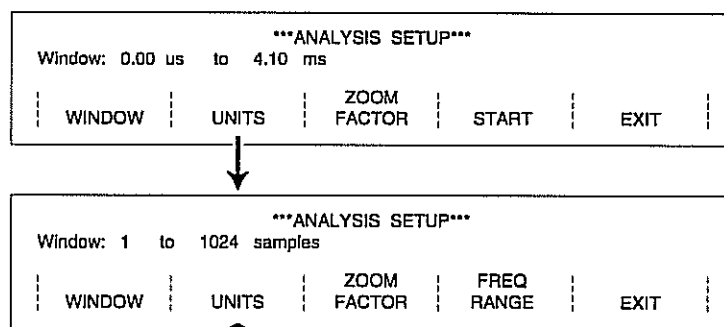 ***ANALYSIS SETUP***
Window: 0.00 us to 4.10 ms
ZOOM
WINDOW UNITS FACTOR START EXIT
***ANALYSIS SETUP***
Window: 1 to 1024 samples
ZOOM FREQ
WINDOW UNITS FACTOR RANGE EXIT